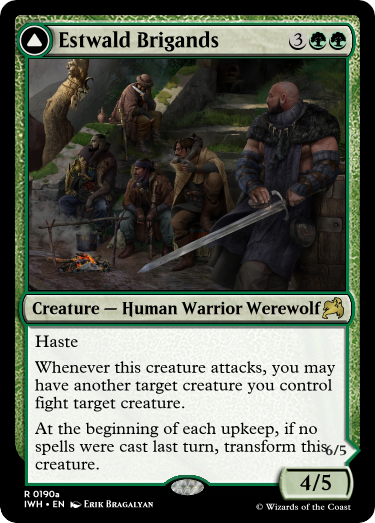 Estwald Brigands 3
Creature — Human Warrior Werewolf
Haste
Whenever this creature attacks, you may
have another target creature you control
fight target creature.
At the beginning of each upkeep, if no
spells were cast last turn, transform this
creature.
6/5
4/5
R 0190a
IWH • EN Erik Bragalyan
© Wizards of the Coast